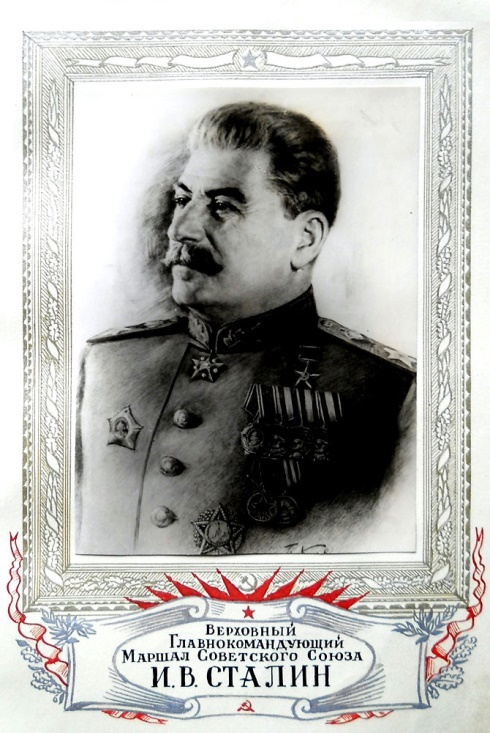 Верховный
Главнокомандующий
Маршал Советского Союза
И.В. СТАЛИН